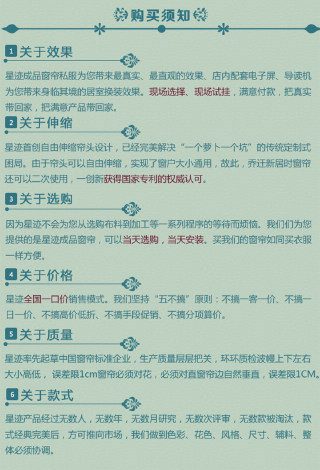 购买须知
1 关于效果
星迹成品窗帘私服为您带来最真实、最直观的效果、店内配套电子屏、导读机
为您带来身临其境的居室换装效果。现场选择、现场试挂，满意付款，把真实
带回家，把满意产品带回家。
2 关于伸缩
星迹首创自由伸缩帘头设计，已经完美解决“一个萝卜一个坑”的传统定制式
困局。由于帘头可以自由伸缩，实现了窗户大小通用，故此，乔迁新居时窗帘
还可以二次使用，一创新获得国家专利的权威认可。
3 关于选购
因为星迹不会为您从选购布料到加工等一系列程序的等待而烦恼。我们们为您
提供的是星迹成品窗帘，可以当天选购，当天安装。买我们的窗帘如同买衣服
一样方便。
4 关于价格
星迹全国一口价销售模式。我们坚持“五不搞”原则：不搞一客一价、不搞一
日一价、不搞高价低折、不搞手段促销、不搞分项算价。
5 关于质量
星迹率先起草中国窗帘标准企业，生产质量层层把关，环环质检波幔上下左右
大小高低，误差限1cm窗帘必须对花，必须对直窗帘边自然垂直，误差限1CM。
6 关于款式
星迹产品经过无数人，无数年，无数月研究，无数次评审，无数款被淘汰，款
式经典完美后，方可推向市场，我们做到色彩、花色、风格、尺寸、辅料、整
体必须协调。